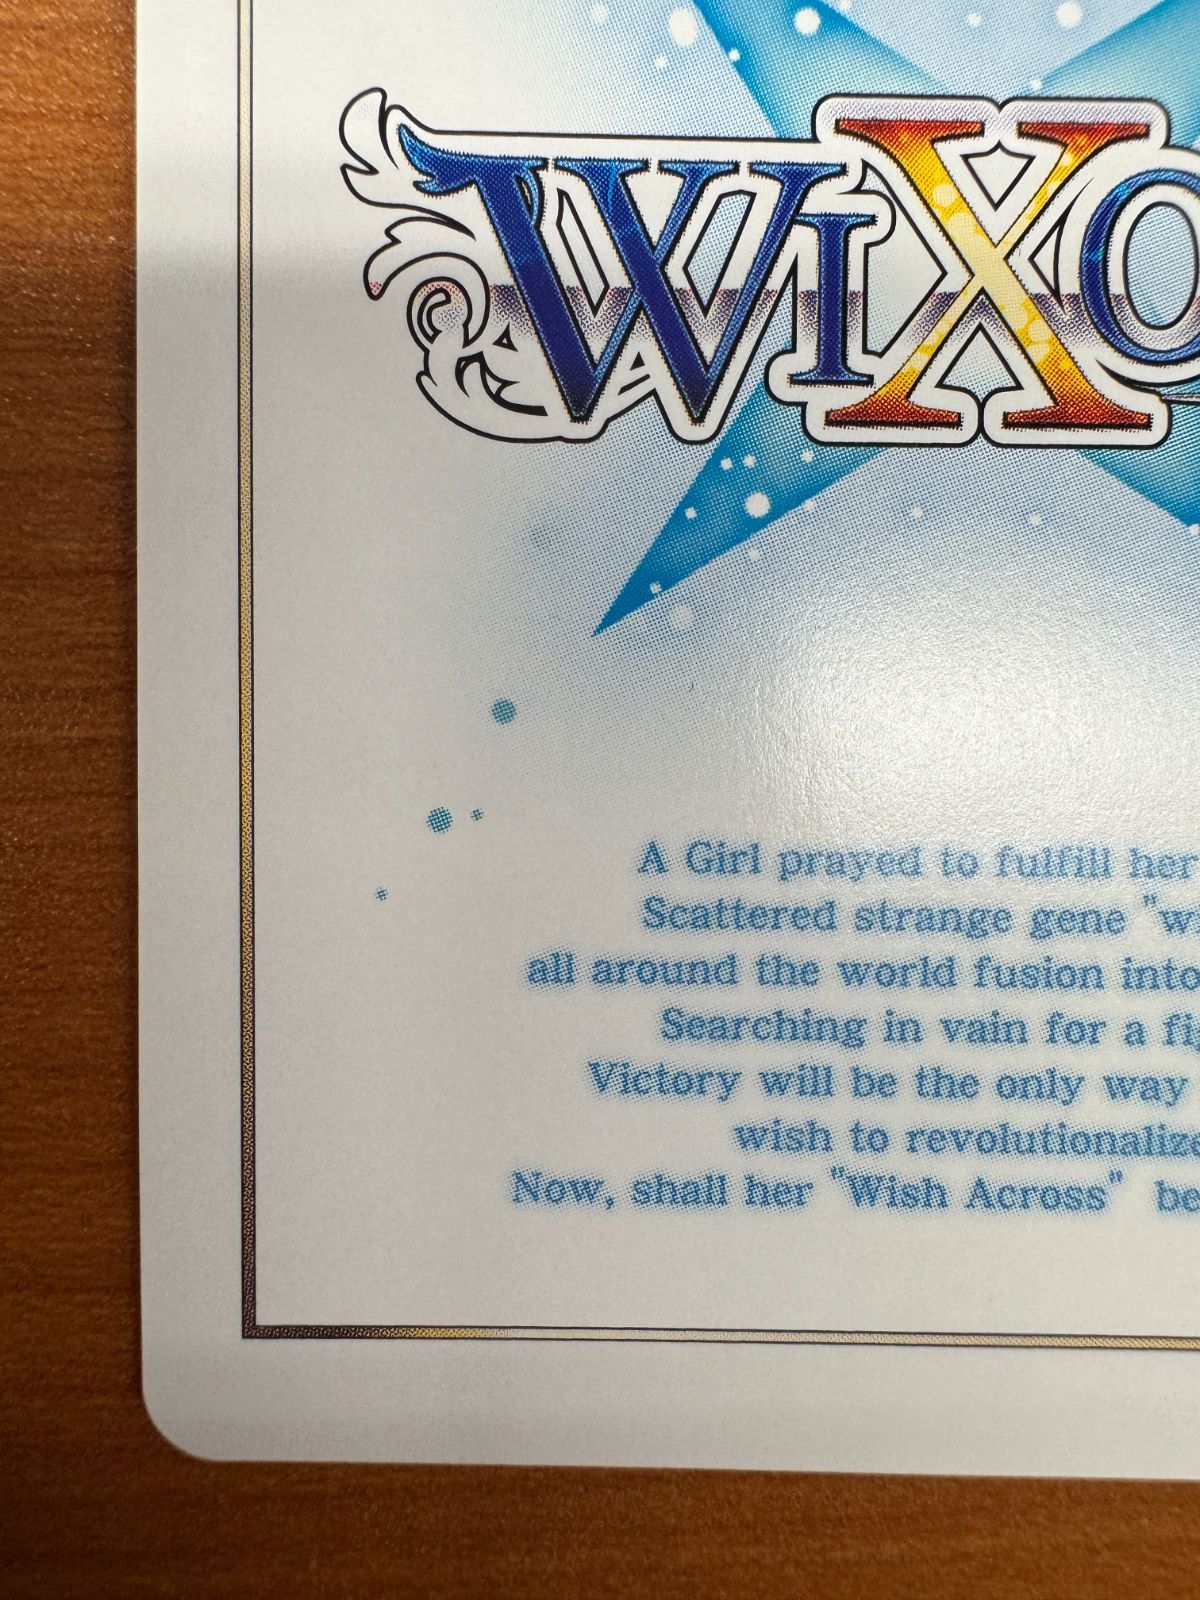 WIXO
A Girl prayed to fulfill her
Scattered strange gene "w
all around the world fusion into
Searching in vain for a fi
Victory will be the only way
wish to revolutionalize
Now, shall her "Wish Across" be